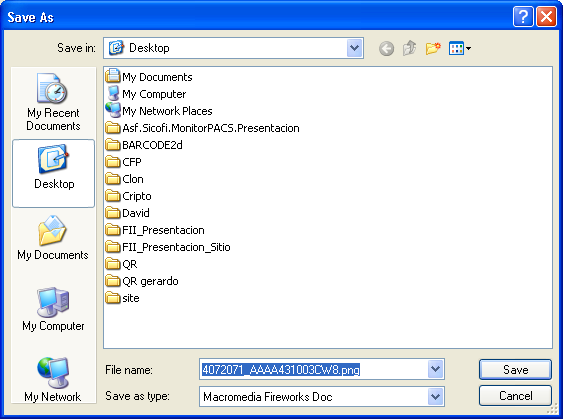 Save As
Save in:
Desktop
My Recent
Documents
Desktop
My Documents
My Computer
My Network
My Documents
My Computer
My Network Places
Asf.Sicofi.MonitorPACS.Presentacion
BARCODE2d
CFP
Clon
Cripto
David
FII_Presentacion
FII_Presentacion_Sitio
QR
QR gerardo
site
File name:
4072071_AAAA431003CW8.png
Save
Save as type:
Macromedia Fireworks Doc
Cancel